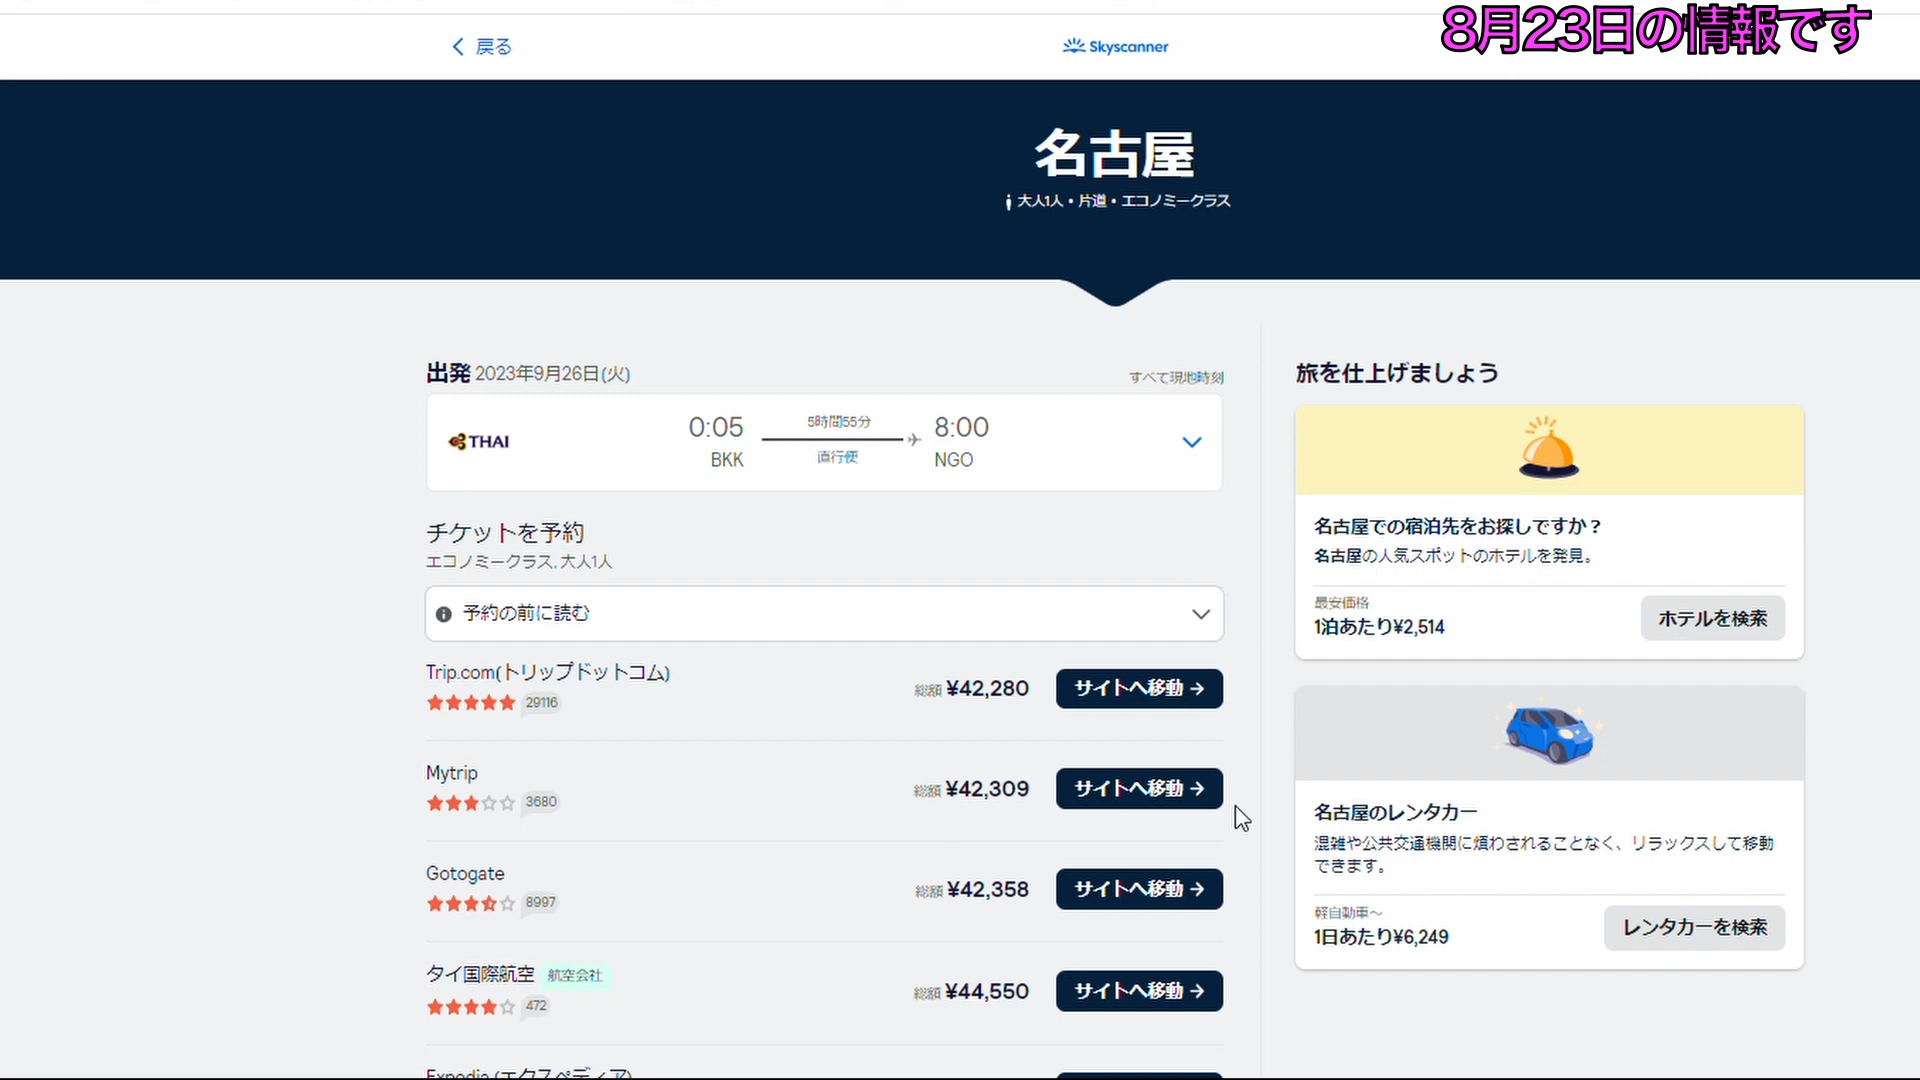 8月23日の情報です
戻る
Skyscanner
名古屋
大人1人・片道・エコノミークラス
出発 2023年9月26日(火)
すべて現地時刻
THAI
0:05
BKK
5時間55分
直行便
8:00
NGO
チケットを予約
エコノミークラス, 大人1人
予約の前に読む
Trip.com(トリップドットコム)
29116
総額 ¥42,280
サイトへ移動 →
Mytrip
3680
総額 ¥42,309
サイトへ移動 →
Gotogate
8997
総額 ¥42,358
サイトへ移動 →
タイ国際航空 航空会社
472
総額 ¥44,550
サイトへ移動 →
Expedia (エクスペディア)
旅を仕上げましょう
名古屋での宿泊先をお探しですか？
名古屋の人気スポットのホテルを発見。
最安価格
1泊あたり¥2,514
ホテルを検索
名古屋のレンタカー
混雑や公共交通機関に煩わされることなく、リラックスして移動
できます。
軽自動車～
1日あたり¥6,249
レンタカーを検索